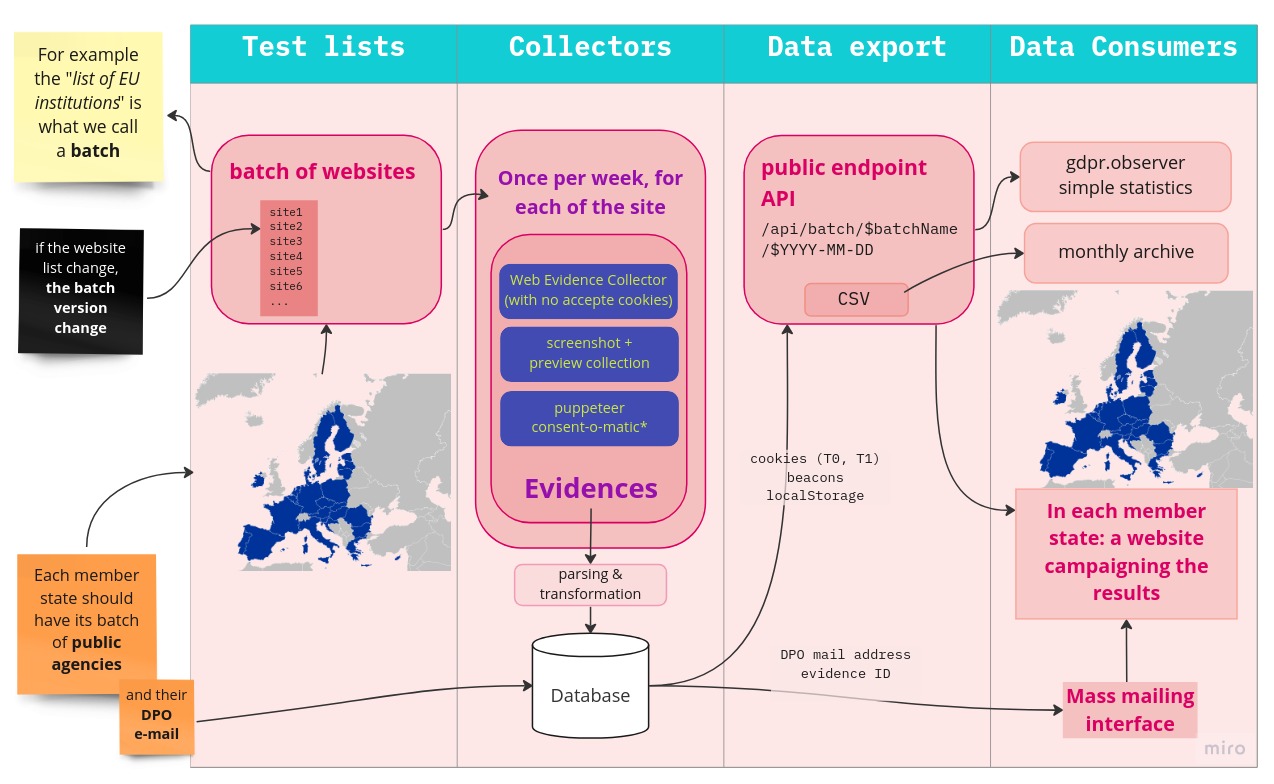 Test lists
Collectors
Data export
Data Consumers
For example
the "list of EU
institutions" is
what we call
a batch
if the website
list change,
the batch
version
change
Each member
state should
have its batch
of public
agencies
and their
DPO
e-mail
batch of websites
site1
site2
site3
site4
site5
site6
...
Once per week, for
each of the site
Web Evidence Collector
(with no accepte cookies)
screenshot +
preview collection
puppeteer
consent-o-matic*
Evidences
parsing &
transformation
Database
public endpoint
API
/api/batch/$batchName
/$YYYY-MM-DD
CSV
cookies (T0, T1)
beacons
localStorage
DPO mail address
evidence ID
gdpr.observer
simple statistics
monthly archive
In each member
state: a website
campaigning the
results
Mass mailing
interface
miro